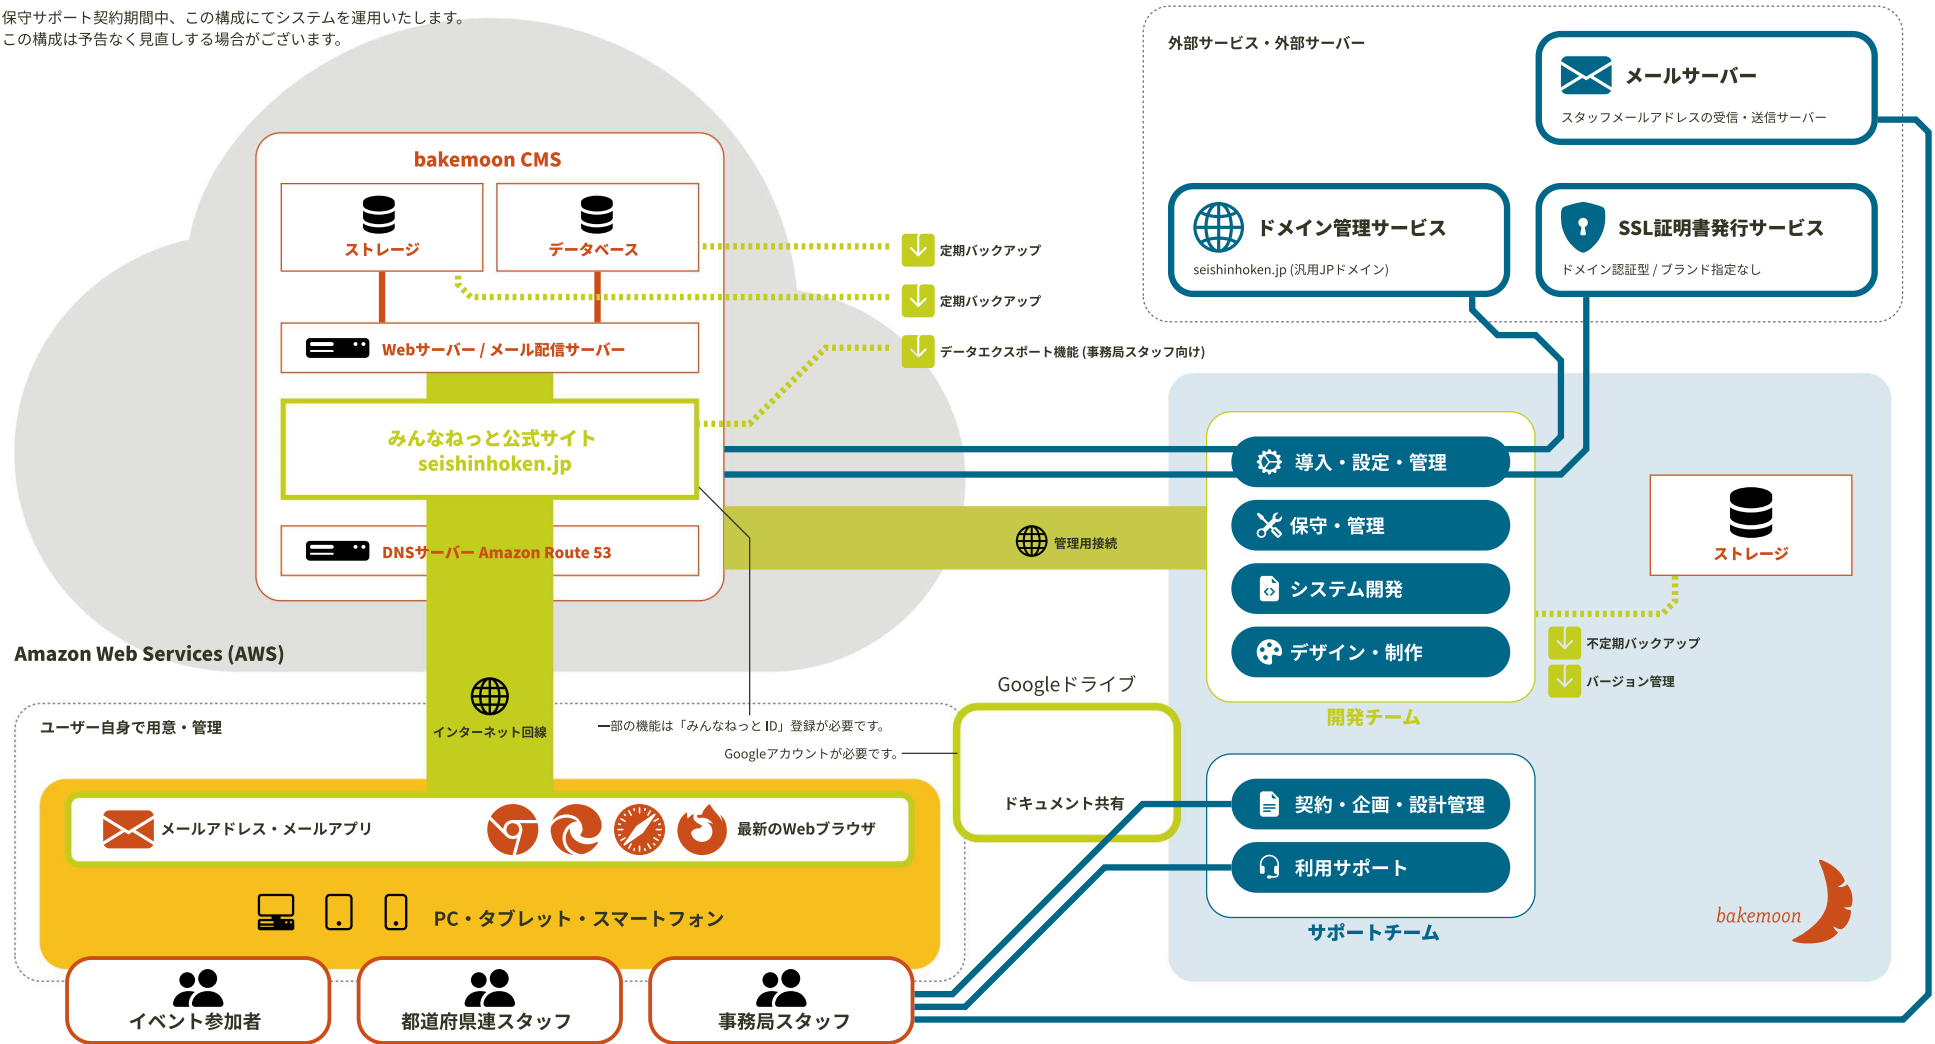 保守サポート契約期間中、この構成にてシステムを運用いたします。
この構成は予告なく見直しする場合がございます。
外部サービス・外部サーバー
メールサーバー
スタッフメールアドレスの受信・送信サーバー
bakemoon CMS
ストレージ
データベース
ドメイン管理サービス
seishinhoken.jp (汎用JPドメイン)
SSL証明書発行サービス
ドメイン認証型 / ブランド指定なし
定期バックアップ
定期バックアップ
Webサーバー / メール配信サーバー
データエクスポート機能 (事務局スタッフ向け)
みんなねっと公式サイト
seishinhoken.jp
導入・設定・管理
保守・管理
システム開発
デザイン・制作
開発チーム
ストレージ
不定期バックアップ
バージョン管理
DNSサーバー Amazon Route 53
管理用接続
Amazon Web Services (AWS)
Googleドライブ
ユーザー自身で用意・管理
インターネット回線
一部の機能は「みんなねっと ID」登録が必要です。
Googleアカウントが必要です。
ドキュメント共有
契約・企画・設計管理
利用サポート
サポートチーム
bakemoon
メールアドレス・メールアプリ
最新のWebブラウザ
PC・タブレット・スマートフォン
イベント参加者
都道府県連スタッフ
事務局スタッフ